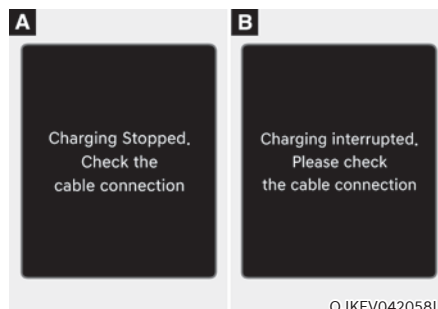 A
Charging Stopped.
Check the
cable connection
B
Charging interrupted.
Please check
the cable connection